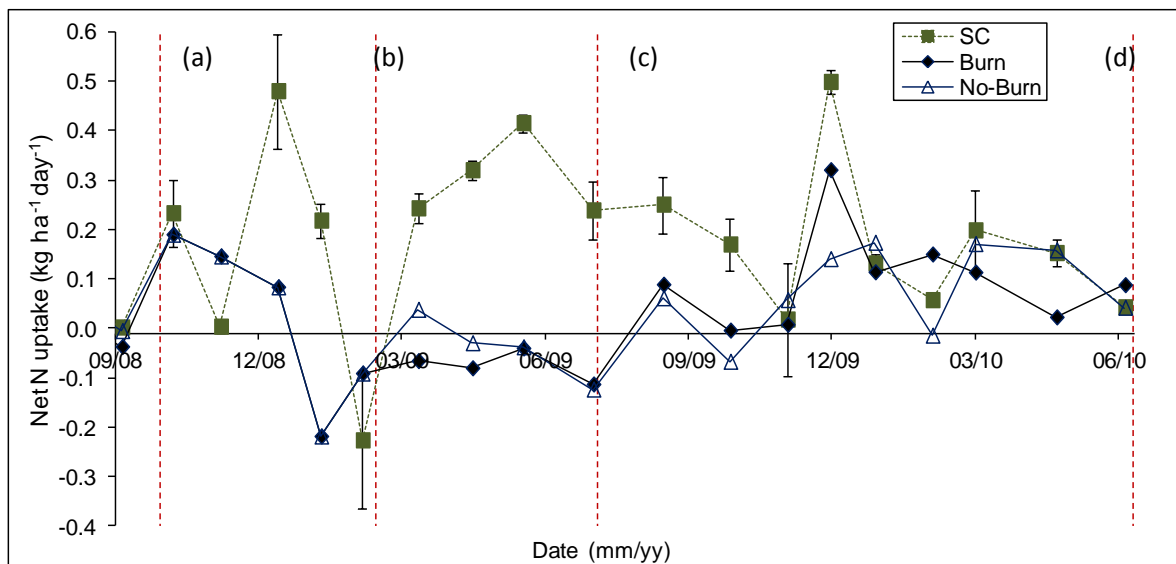 (a) (b) (c) (d)
SC
Burn
No-Burn
Net N uptake (kg ha⁻¹ day⁻¹)
0.6
0.5
0.4
0.3
0.2
0.1
0.0
-0.1
-0.2
-0.3
-0.4
09/08 12/08 03/09 06/09 09/09 12/09 03/10 06/10
Date (mm/yy)